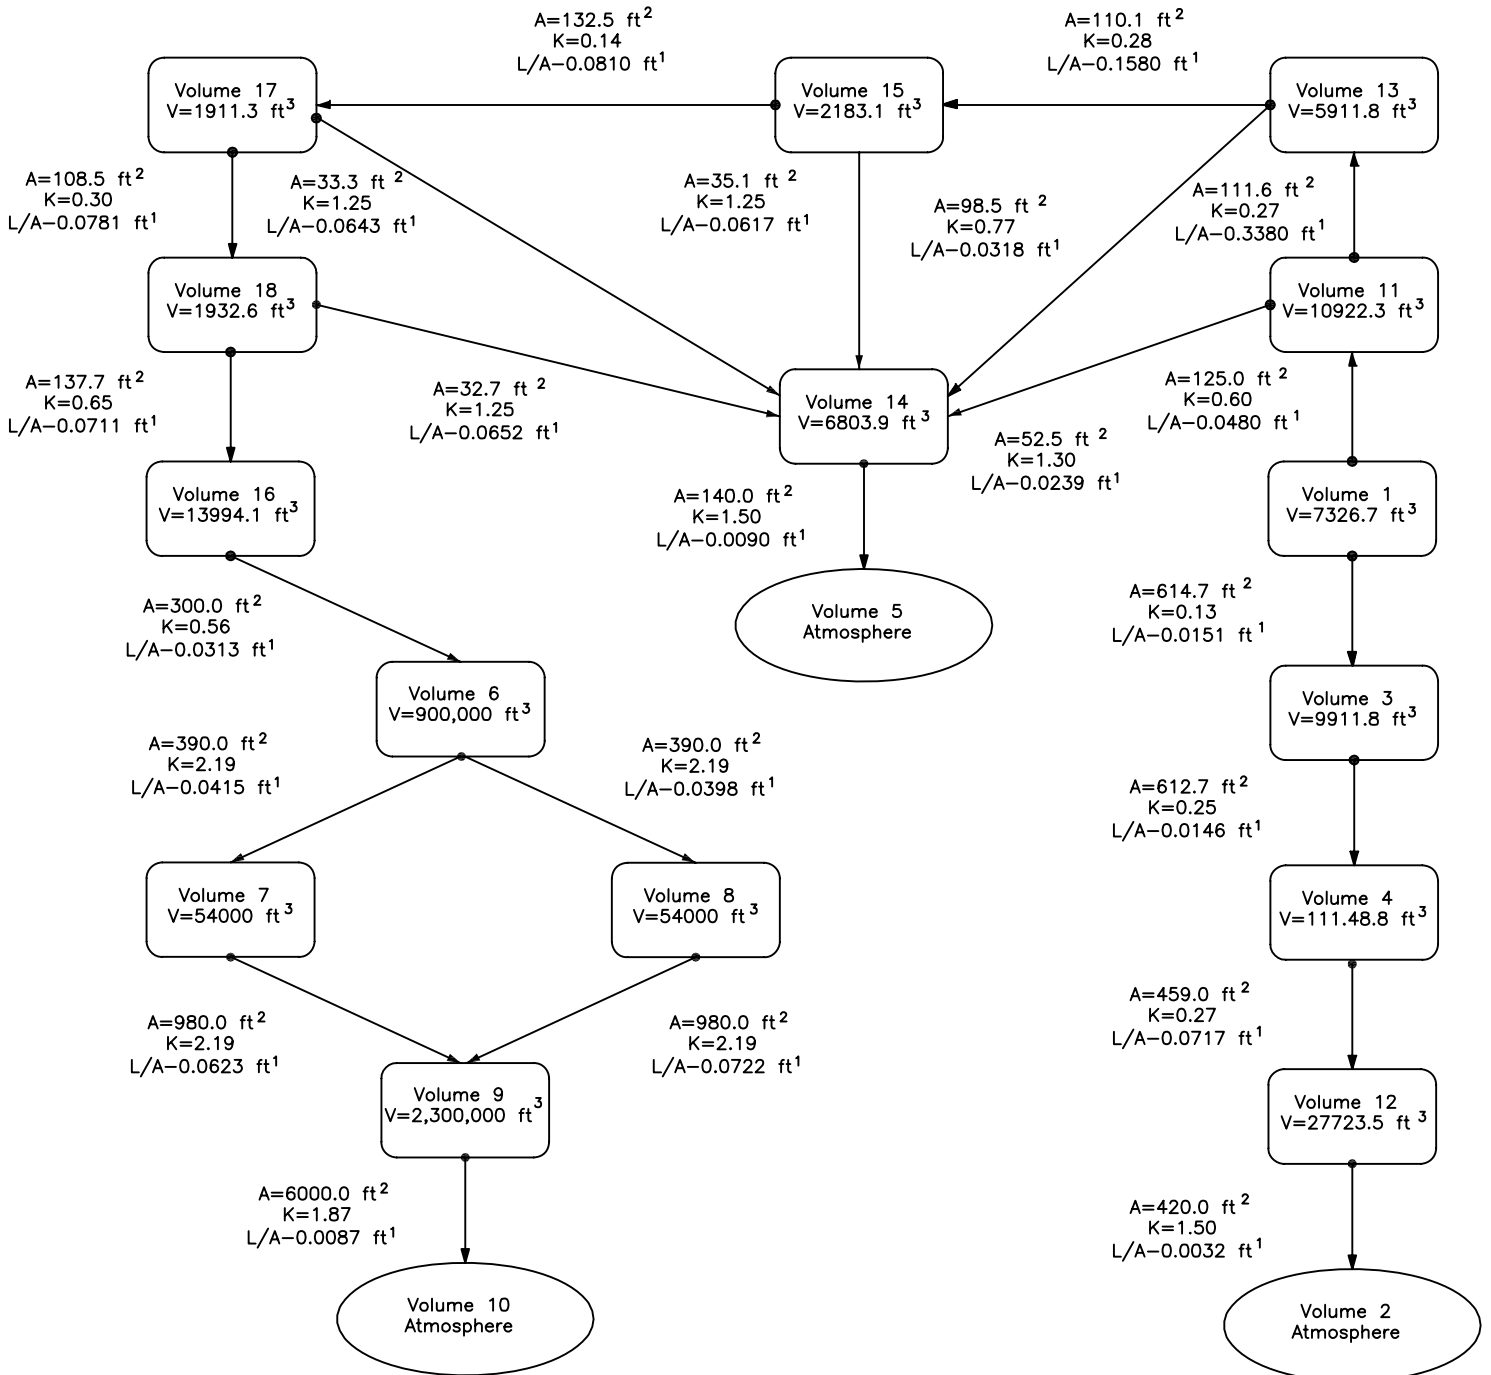 A=132.5 ft²
K=0.14
L/A–0.0810 ft¹
A=110.1 ft²
K=0.28
L/A–0.1580 ft¹
Volume 17
V=1911.3 ft³
Volume 15
V=2183.1 ft³
Volume 13
V=5911.8 ft³
A=108.5 ft²
K=0.30
L/A–0.0781 ft¹
A=33.3 ft²
K=1.25
L/A–0.0643 ft¹
A=35.1 ft²
K=1.25
L/A–0.0617 ft¹
A=98.5 ft²
K=0.77
L/A–0.0318 ft¹
A=111.6 ft²
K=0.27
L/A–0.3380 ft¹
Volume 18
V=1932.6 ft³
Volume 11
V=10922.3 ft³
A=137.7 ft²
K=0.65
L/A–0.0711 ft¹
A=32.7 ft²
K=1.25
L/A–0.0652 ft¹
Volume 14
V=6803.9 ft³
A=125.0 ft²
K=0.60
L/A–0.0480 ft¹
A=52.5 ft²
K=1.30
L/A–0.0239 ft¹
Volume 16
V=13994.1 ft³
A=140.0 ft²
K=1.50
L/A–0.0090 ft¹
Volume 1
V=7326.7 ft³
A=300.0 ft²
K=0.56
L/A–0.0313 ft¹
Volume 5
Atmosphere
A=614.7 ft²
K=0.13
L/A–0.0151 ft¹
Volume 6
V=900,000 ft³
Volume 3
V=9911.8 ft³
A=390.0 ft²
K=2.19
L/A–0.0415 ft¹
A=390.0 ft²
K=2.19
L/A–0.0398 ft¹
A=612.7 ft²
K=0.25
L/A–0.0146 ft¹
Volume 7
V=54000 ft³
Volume 8
V=54000 ft³
Volume 4
V=111.48.8 ft³
A=980.0 ft²
K=2.19
L/A–0.0623 ft¹
A=980.0 ft²
K=2.19
L/A–0.0722 ft¹
A=459.0 ft²
K=0.27
L/A–0.0717 ft¹
Volume 9
V=2,300,000 ft³
Volume 12
V=27723.5 ft³
A=6000.0 ft²
K=1.87
L/A–0.0087 ft¹
A=420.0 ft²
K=1.50
L/A–0.0032 ft¹
Volume 10
Atmosphere
Volume 2
Atmosphere